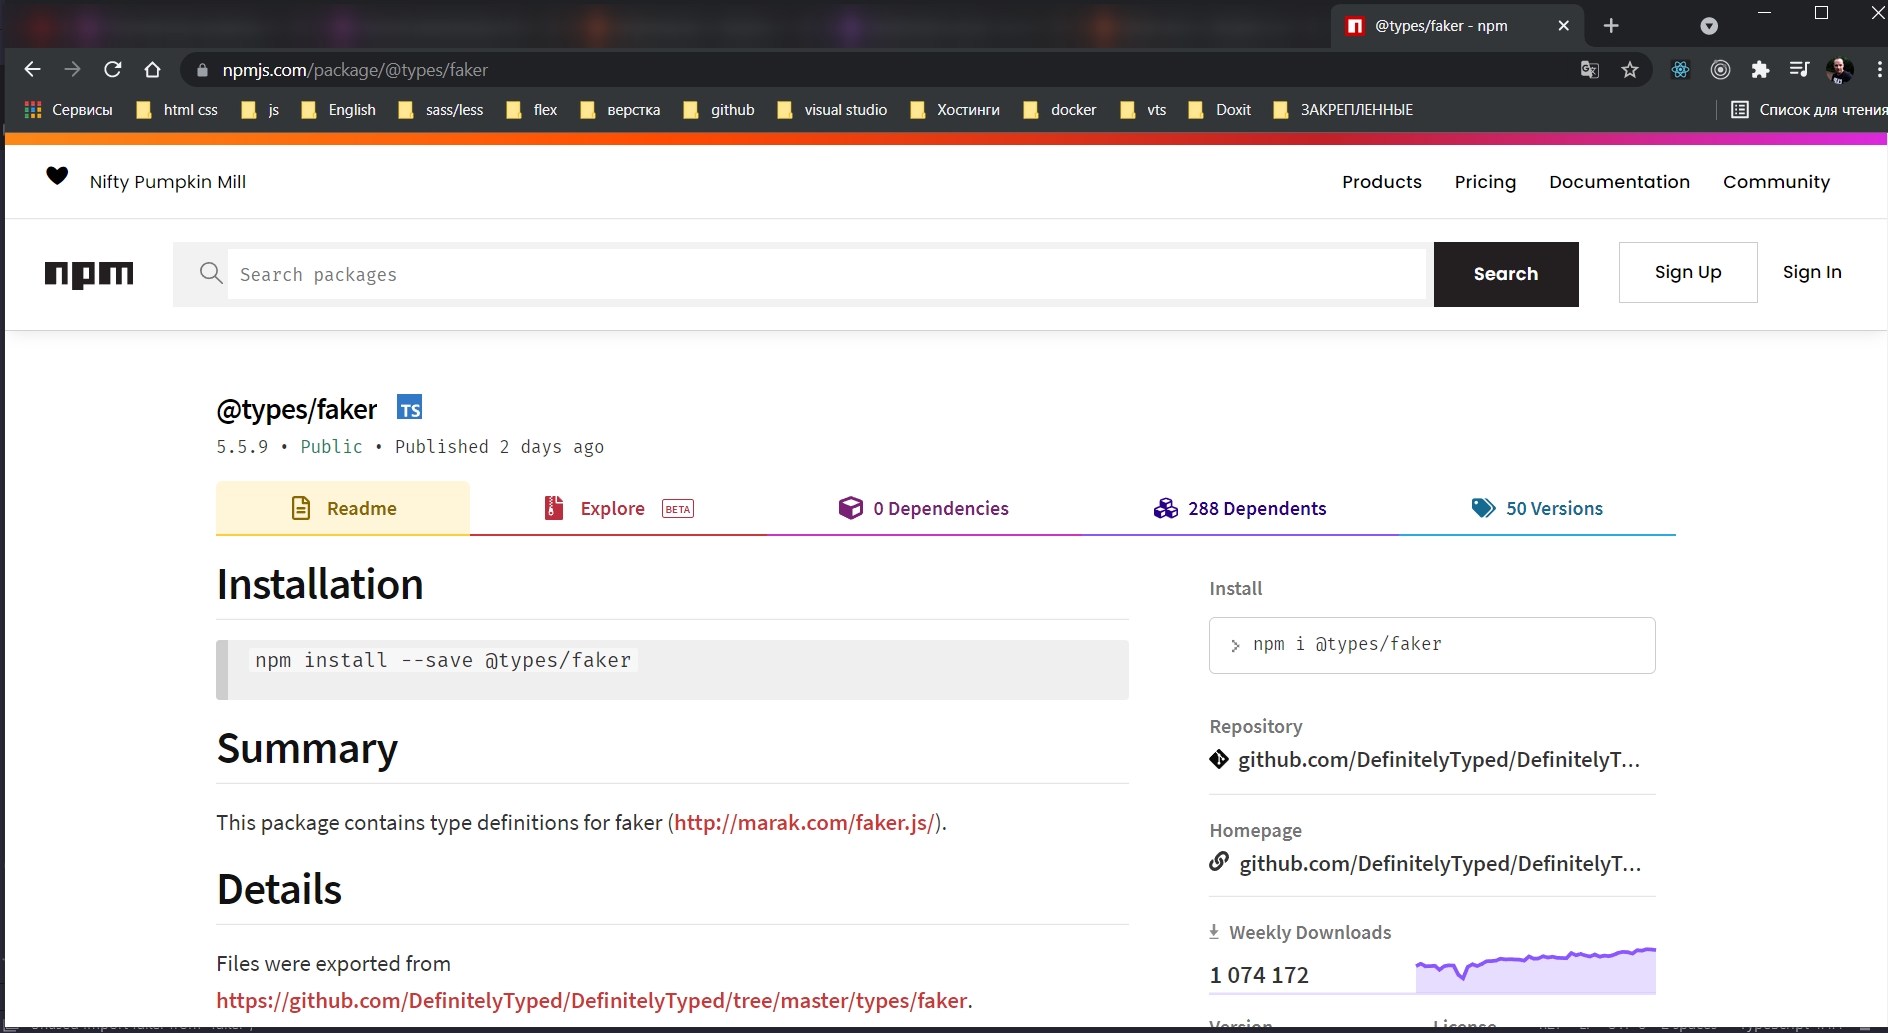 @types/faker - npm
npmjs.com/package/@types/faker
Сервисы html css js English sass/less flex верстка github visual studio Хостинги docker vts Doxit ЗАКРЕПЛЕННЫЕ Список для чтения
Nifty Pumpkin Mill Products Pricing Documentation Community
npm Search packages Search Sign Up Sign In
@types/faker TS
5.5.9 • Public • Published 2 days ago
Readme Explore BETA 0 Dependencies 288 Dependents 50 Versions
Installation
npm install --save @types/faker
Summary
This package contains type definitions for faker (http://marak.com/faker.js/).
Details
Files were exported from
https://github.com/DefinitelyTyped/DefinitelyTyped/tree/master/types/faker.
Install
> npm i @types/faker
Repository
github.com/DefinitelyTyped/DefinitelyT...
Homepage
github.com/DefinitelyTyped/DefinitelyT...
Weekly Downloads
1 074 172
Version License